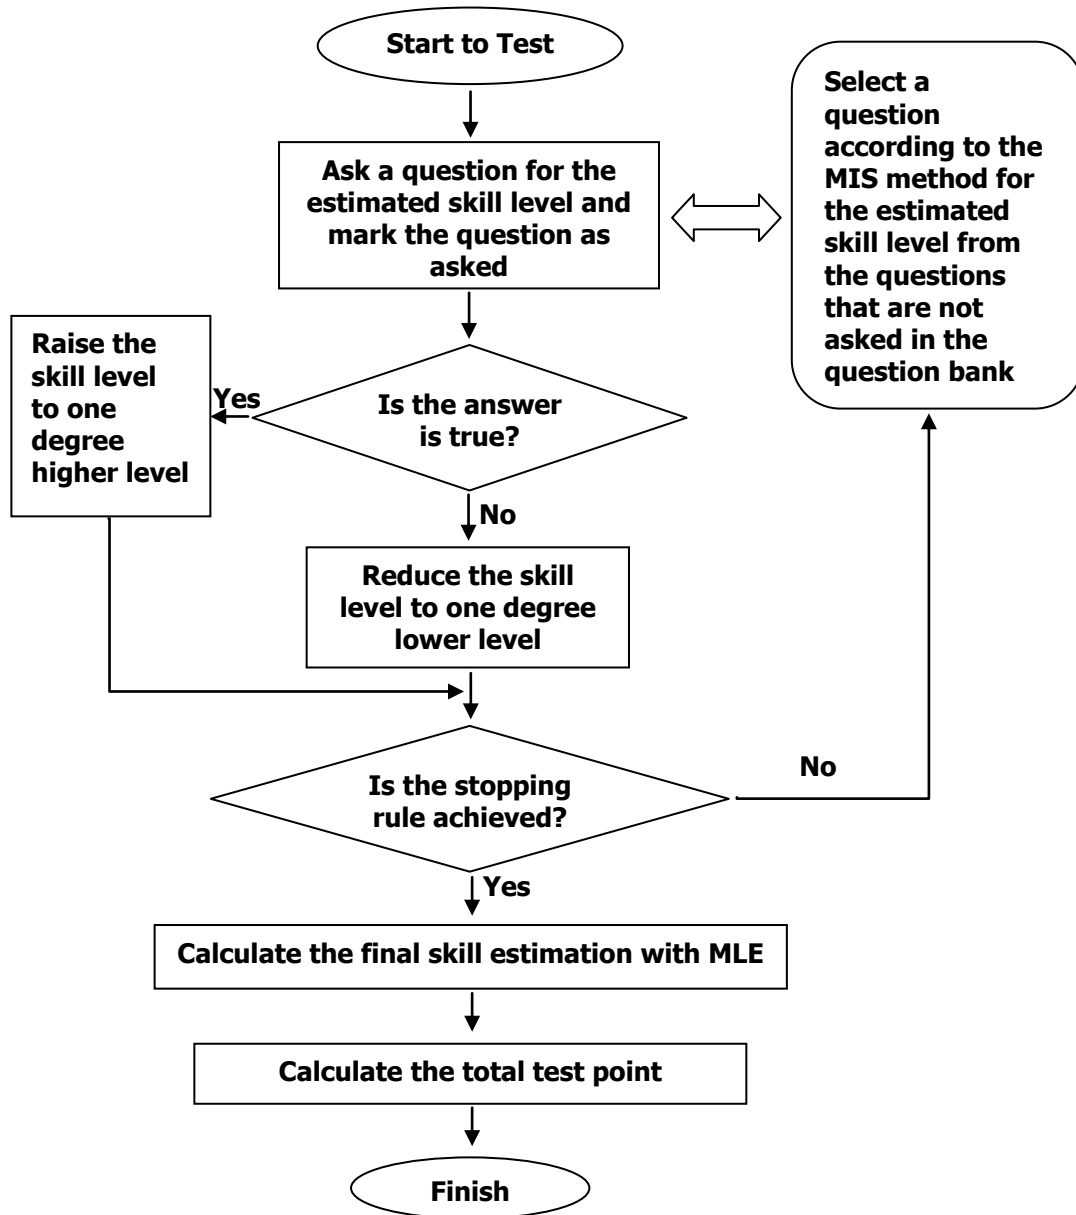 Start to Test
Select a
question
according to the
MIS method for
the estimated
skill level from
the questions
that are not
asked in the
question bank
Ask a question for the
estimated skill level and
mark the question as
asked
Raise the
skill level
to one
degree
higher level
Yes
Is the answer
is true?
No
Reduce the skill
level to one degree
lower level
Is the stopping
rule achieved?
No
Yes
Calculate the final skill estimation with MLE
Calculate the total test point
Finish